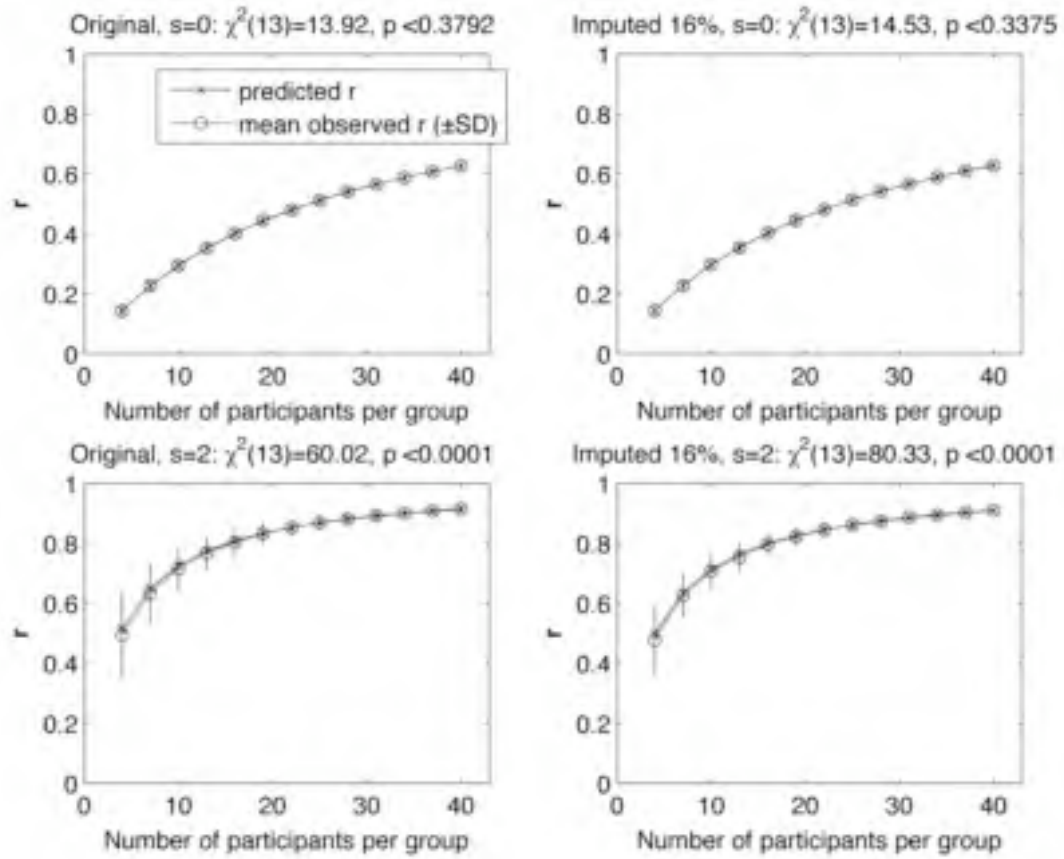 Original, s=0: χ²(13)=13.92, p <0.3792
1
0.8
0.6
0.4
0.2
0
predicted r
mean observed r (±SD)
r
0 10 20 30 40
Number of participants per group
Imputed 16%, s=0: χ²(13)=14.53, p <0.3375
1
0.8
0.6
0.4
0.2
0
r
0 10 20 30 40
Number of participants per group
Original, s=2: χ²(13)=60.02, p <0.0001
1
0.8
0.6
0.4
0.2
0
r
0 10 20 30 40
Number of participants per group
Imputed 16%, s=2: χ²(13)=80.33, p <0.0001
1
0.8
0.6
0.4
0.2
0
r
0 10 20 30 40
Number of participants per group